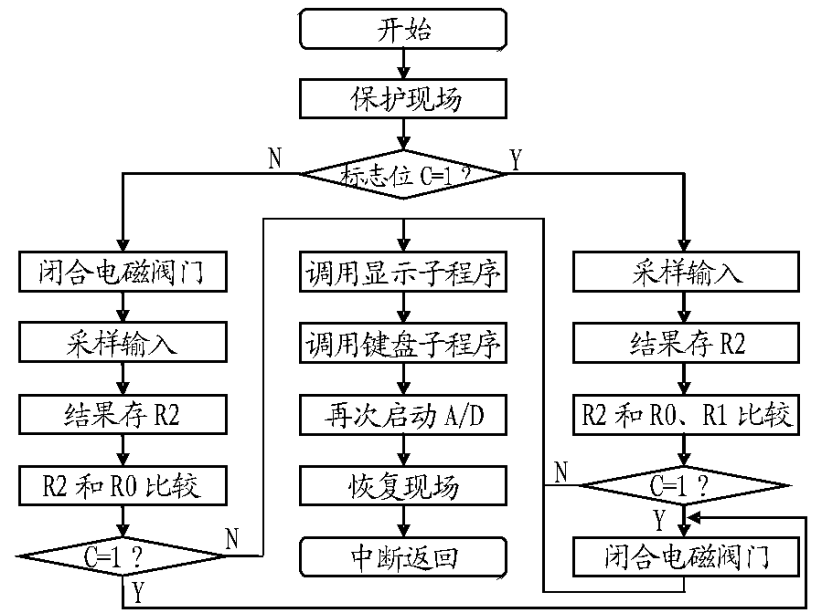 开始
保护现场
标志位 C=1 ?
N
Y
闭合电磁阀门
采样输入
结果存 R2
R2 和 R0 比较
C=1 ?
N
Y
调用显示子程序
调用键盘子程序
再次启动 A/D
恢复现场
中断返回
采样输入
结果存 R2
R2 和 R0、R1 比较
C=1 ?
N
Y
闭合电磁阀门